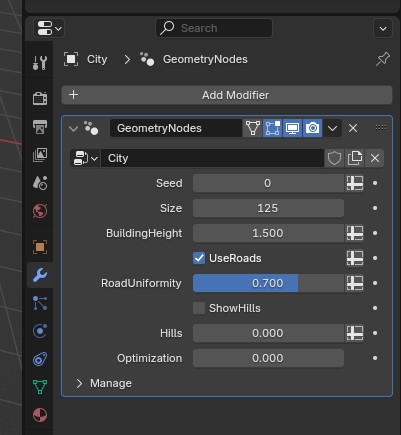 Search
City > GeometryNodes
+ Add Modifier
GeometryNodes
City
Seed 0
Size 125
BuildingHeight 1.500
UseRoads
RoadUniformity 0.700
ShowHills
Hills 0.000
Optimization 0.000
Manage